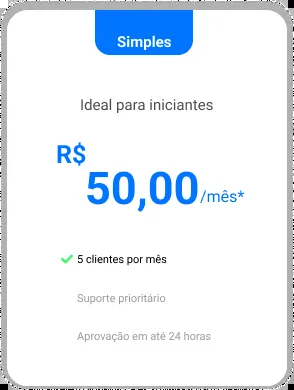 Simples
Ideal para iniciantes
R$
50,00/mês*
5 clientes por mês
Suporte prioritário
Aprovação em até 24 horas